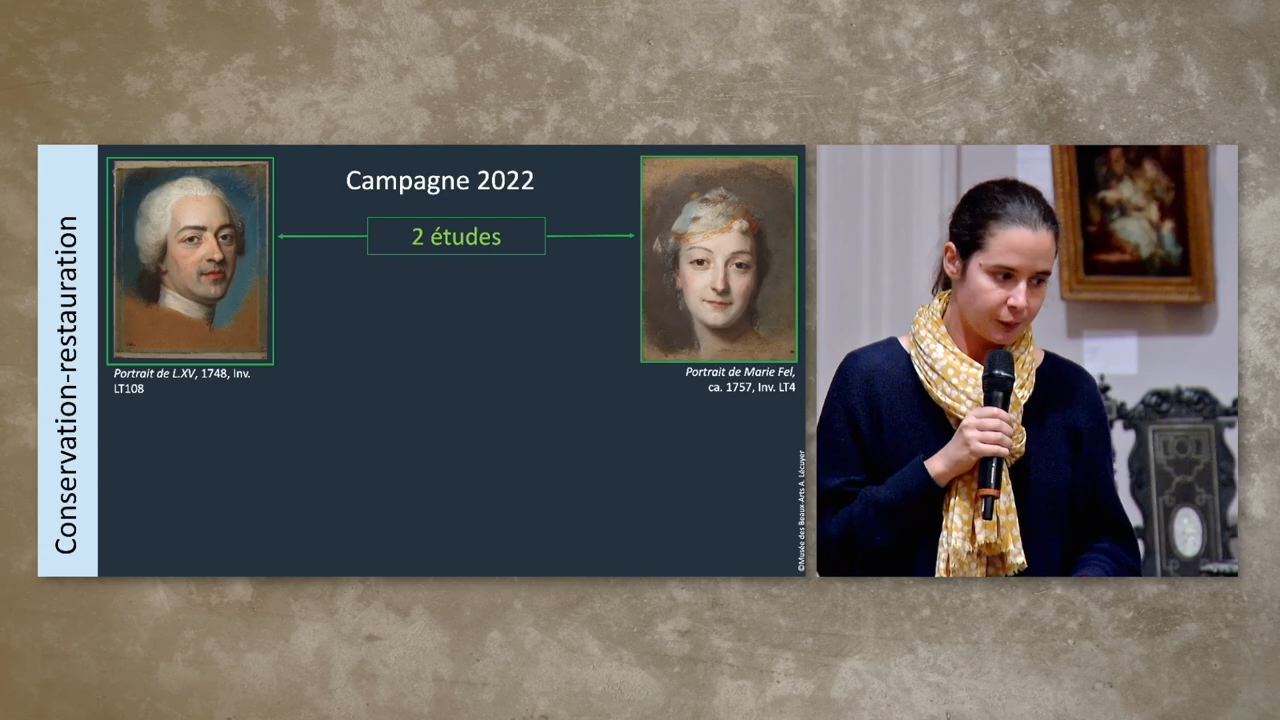 Conservation-restauration
Campagne 2022
2 études
Portrait de L.XV, 1748, Inv.
LT108
Portrait de Marie Fel,
ca. 1757, Inv. LT4
©Musée des Beaux-Arts A. Lécuyer